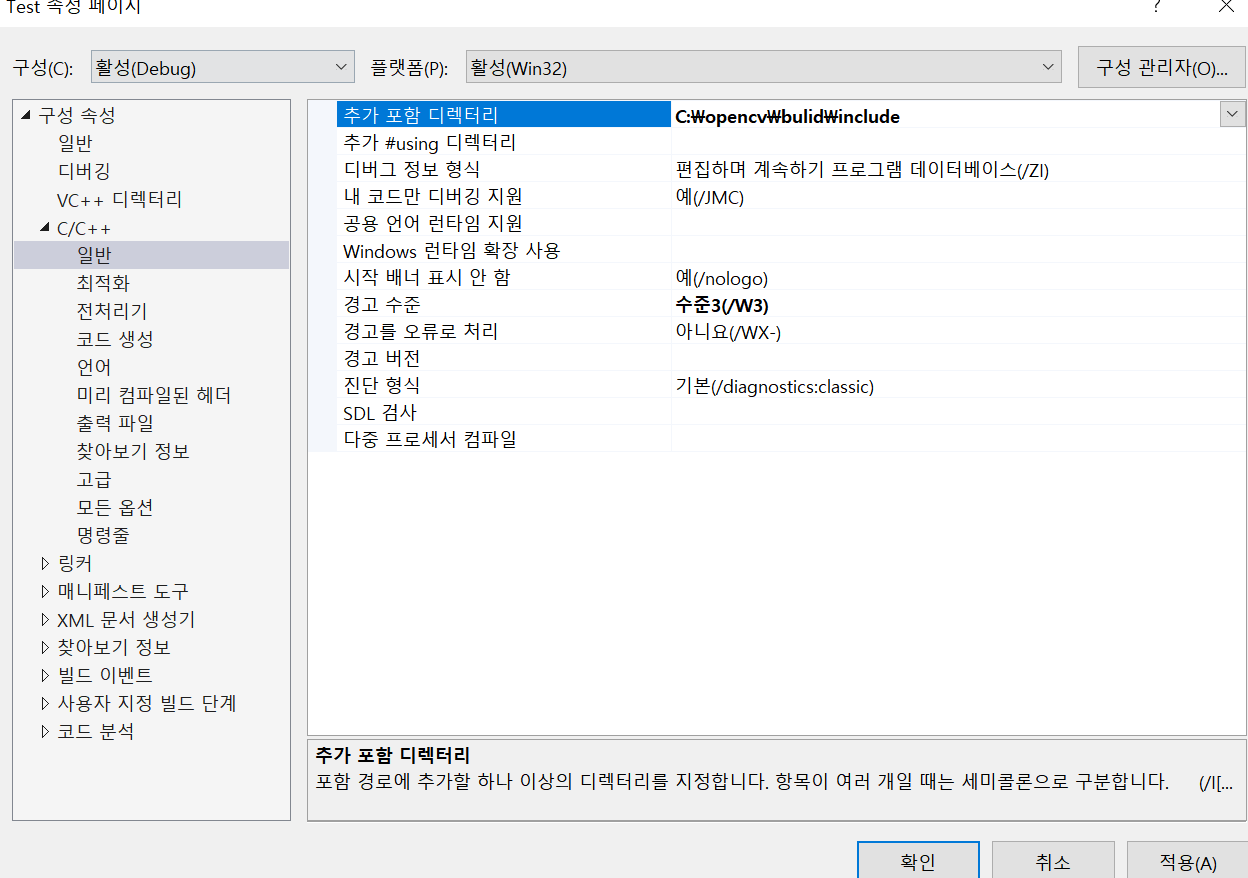 Test 속성 페이지 ?
구성(C): 활성(Debug) 플랫폼(P): 활성(Win32) 구성 관리자(O)...
구성 속성
일반
디버깅
VC++ 디렉터리
C/C++
일반
최적화
전처리기
코드 생성
언어
미리 컴파일된 헤더
출력 파일
찾아보기 정보
고급
모든 옵션
명령줄
링커
매니페스트 도구
XML 문서 생성기
찾아보기 정보
빌드 이벤트
사용자 지정 빌드 단계
코드 분석
추가 포함 디렉터리 C:₩opencv₩bulid₩include
추가 #using 디렉터리
디버그 정보 형식 편집하며 계속하기 프로그램 데이터베이스(/ZI)
내 코드만 디버깅 지원 예(/JMC)
공용 언어 런타임 지원
Windows 런타임 확장 사용
시작 배너 표시 안 함 예(/nologo)
경고 수준 수준3(/W3)
경고를 오류로 처리 아니요(/WX-)
경고 버전
진단 형식 기본(/diagnostics:classic)
SDL 검사
다중 프로세서 컴파일
추가 포함 디렉터리
포함 경로에 추가할 하나 이상의 디렉터리를 지정합니다. 항목이 여러 개일 때는 세미콜론으로 구분합니다. (/I[...
확인 취소 적용(A)